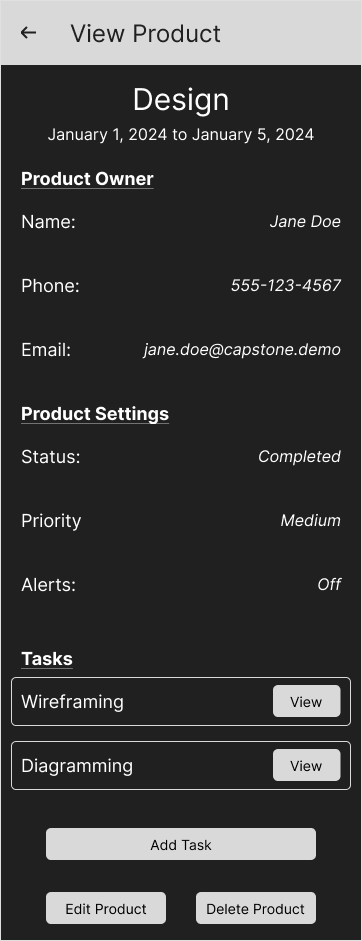 ← View Product
Design
January 1, 2024 to January 5, 2024
Product Owner
Name: Jane Doe
Phone: 555-123-4567
Email: jane.doe@capstone.demo
Product Settings
Status: Completed
Priority Medium
Alerts: Off
Tasks
Wireframing View
Diagramming View
Add Task
Edit Product Delete Product